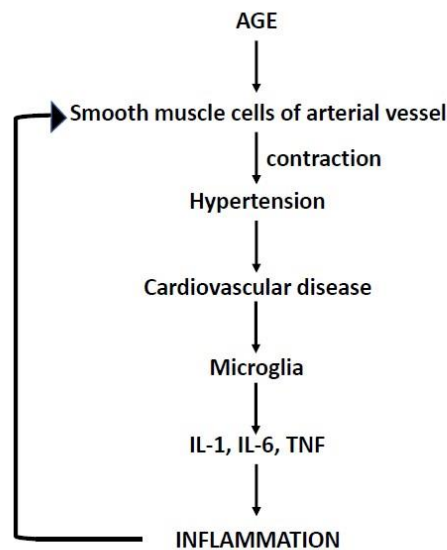 AGE
Smooth muscle cells of arterial vessel
contraction
Hypertension
Cardiovascular disease
Microglia
IL-1, IL-6, TNF
INFLAMMATION